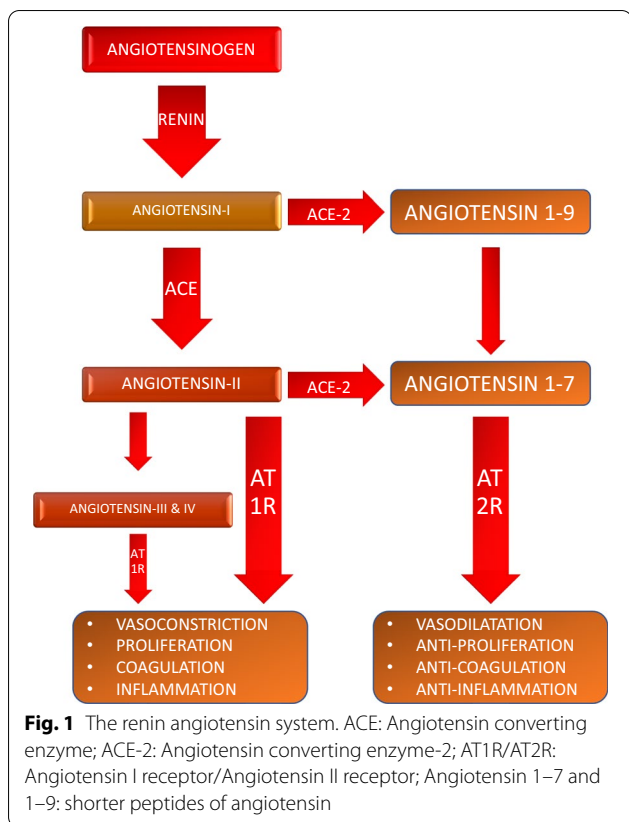 ANGIOTENSINOGEN
RENIN
ANGIOTENSIN-I
ACE-2
ANGIOTENSIN 1-9
ACE
ANGIOTENSIN-II
ACE-2
ANGIOTENSIN 1-7
AT
1R
AT
2R
ANGIOTENSIN-III & IV
AT
1R
• VASOCONSTRICTION
• PROLIFERATION
• COAGULATION
• INFLAMMATION
• VASODILATATION
• ANTI-PROLIFERATION
• ANTI-COAGULATION
• ANTI-INFLAMMATION
Fig. 1 The renin angiotensin system. ACE: Angiotensin converting
enzyme; ACE-2: Angiotensin converting enzyme-2; AT1R/AT2R:
Angiotensin I receptor/Angiotensin II receptor; Angiotensin 1–7 and
1–9: shorter peptides of angiotensin